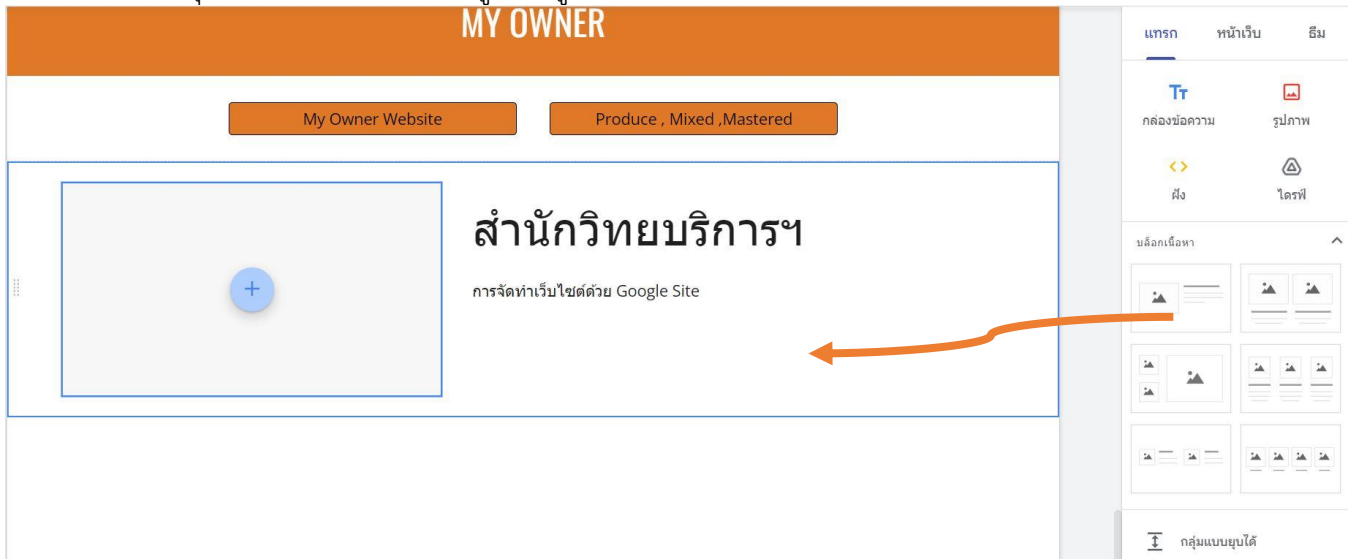 MY OWNER
My Owner Website
Produce , Mixed ,Mastered
สำนักวิทยบริการฯ
การจัดทำเว็บไซต์ด้วย Google Site
แทรก หน้าเว็บ ธีม
Tт
กล่องข้อความ รูปภาพ
ฝัง ไดรฟ์
บล็อกเนื้อหา
กลุ่มแบบยุบได้